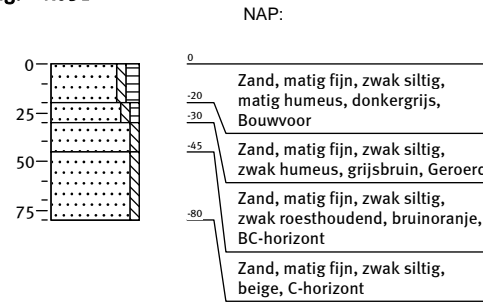 NAP:
0
0
Zand, matig fijn, zwak siltig,
-20
matig humeus, donkergrijs,
Bouwvoor
25
-30
Zand, matig fijn, zwak siltig,
-45
zwak humeus, grijsbruin, Geroerd
50
Zand, matig fijn, zwak siltig,
zwak roesthoudend, bruinoranje,
BC-horizont
75
-80
Zand, matig fijn, zwak siltig,
beige, C-horizont